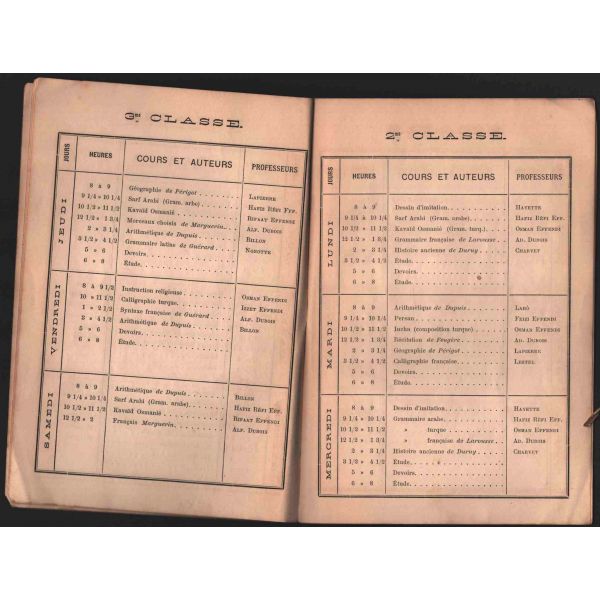 3me CLASSE.
JOURS HEURES COURS ET AUTEURS PROFESSEURS
JEUDI
8 à 9 Géographie de Périgot LAPIERRE
9 1/4 » 10 1/4 Sarf Arabi (Gram. arbe) HAFIZ RÉFI EFF.
10 1/2 » 11 1/2 Kavaïd Osmanié RIFAAT EFFENDI
12 1/2 » 1 3/4 Morceaux choisis de Marguerin ALF. DUBOIS
2 » 3 1/4 Arithmétique de Dupuis BILLON
3 1/2 » 4 1/2 Grammaire latine de Guérard
5 » 6 Devoirs
6 » 8 Étude
VENDREDI
8 à 9 1/2 Instruction religieuse OSMAN EFFENDI
10 » 11 1/2 Calligraphie turque IZZET EFFENDI
1 » 2 1/2 Syntaxe française de Guérard ALF. DUBOIS
3 » 4 1/2 Arithmétique de Dupuis BILLON
5 » 6 Devoirs
6 » 8 Étude
SAMEDI
8 à 9 Arithmétique de Dupuis BILLON
9 1/4 » 10 1/4 Sarf Arabi (Gram. arabe) HAFIZ RÉFI EFF.
10 1/2 » 11 1/2 Kavaïd Osmanié RIFAAT EFFENDI
12 1/2 » 2 Français Marguerin ALF. DUBOIS
2me CLASSE.
JOURS HEURES COURS ET AUTEURS PROFESSEURS
LUNDI
8 à 9 Dessin d'imitation HAYETTE
9 1/4 » 10 1/4 Sarf Arabi (Gram. arabe) HAFIZ RÉFI EFF.
10 1/2 » 11 1/2 Kavaïd Osmanié (Gram. turq.) OSMAN EFFENDI
12 1/2 » 1 3/4 Grammaire française de Larousse AD. DUBOIS
2 » 3 1/4 Histoire ancienne de Duruy CHARVET
3 1/2 » 4 1/2 Étude
5 » 6 Devoirs
6 » 8 Étude
MARDI
8 à 9 Arithmétique de Dupuis LABÔ
9 1/4 » 10 1/4 Persan FEIZI EFFENDI
10 1/2 » 11 1/2 Incha (composition turque) OSMAN EFFENDI
12 1/2 » 1 3/4 Récitation de Feugère AD. DUBOIS
2 » 3 1/4 Géographie de Périgot LAPIERRE
3 1/2 » 4 1/2 Calligraphie française
5 » 6 Devoirs
6 » 8 Étude
MERCREDI
8 à 9 Dessin d'imitation HAYETTE
9 1/4 » 10 1/4 Grammaire arabe HAFIZ RÉFI EFF.
10 1/2 » 11 1/2 » turque OSMAN EFFENDI
12 1/2 » 1 3/4 » française de Larousse AD. DUBOIS
2 » 3 1/4 Histoire ancienne de Duruy CHARVET
3 1/2 » 4 1/2 Étude
5 » 6 Devoirs
6 » 8 Étude